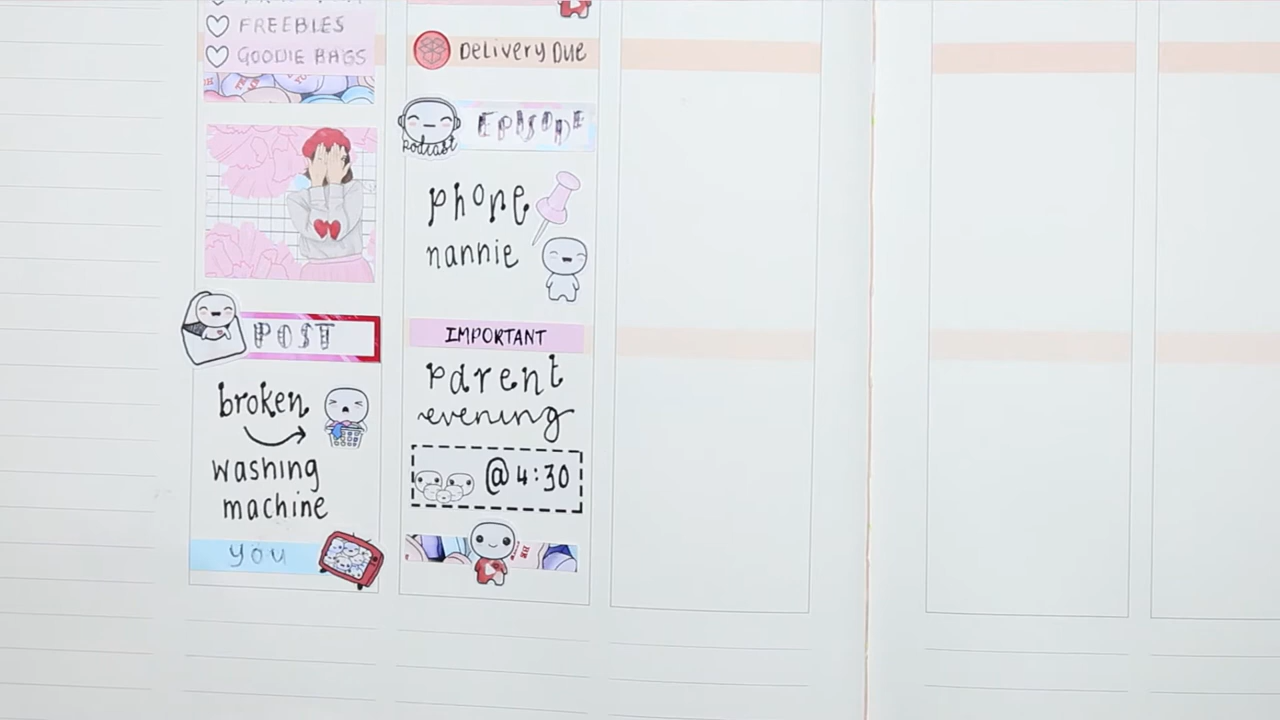 FREEBIES
GOODIE BAGS
POST
broken
washing
machine
you
Delivery Due
podcast
EPISODE
phone
nannie
IMPORTANT
Parent
evening
@ 4:30